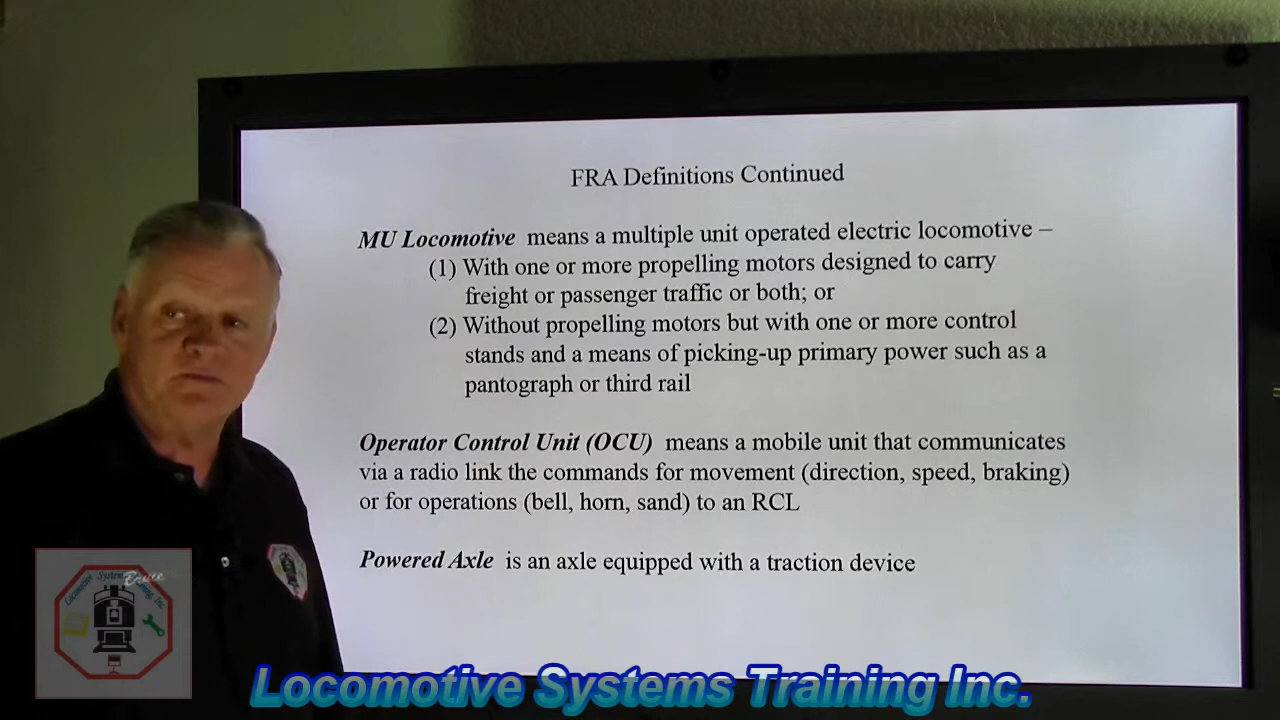 FRA Definitions Continued
MU Locomotive means a multiple unit operated electric locomotive –
(1) With one or more propelling motors designed to carry
freight or passenger traffic or both; or
(2) Without propelling motors but with one or more control
stands and a means of picking-up primary power such as a
pantograph or third rail
Operator Control Unit (OCU) means a mobile unit that communicates
via a radio link the commands for movement (direction, speed, braking)
or for operations (bell, horn, sand) to an RCL
Powered Axle is an axle equipped with a traction device
Locomotive Systems
Bruce
Inc.
Locomotive Systems Training Inc.